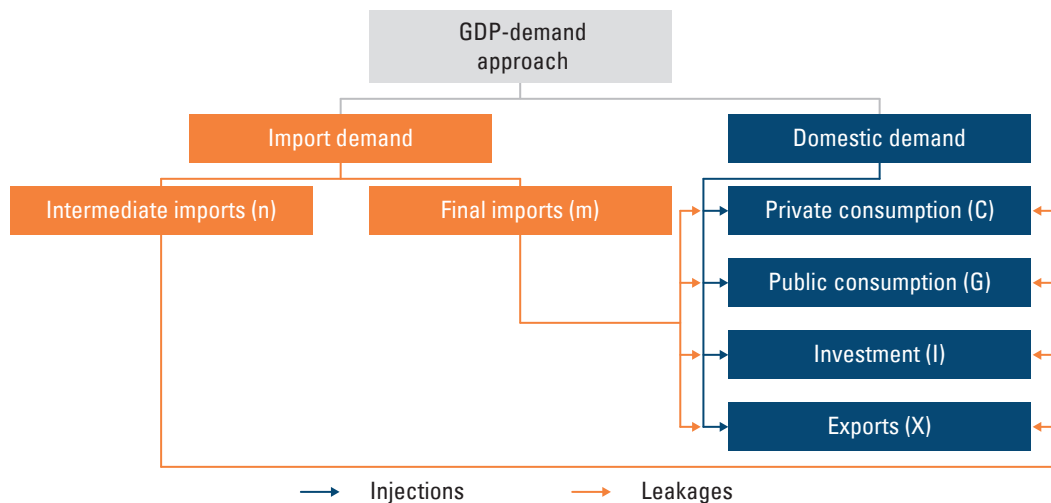 GDP-demand
approach
Import demand
Domestic demand
Intermediate imports (n)
Final imports (m)
Private consumption (C)
Public consumption (G)
Investment (I)
Exports (X)
Injections
Leakages